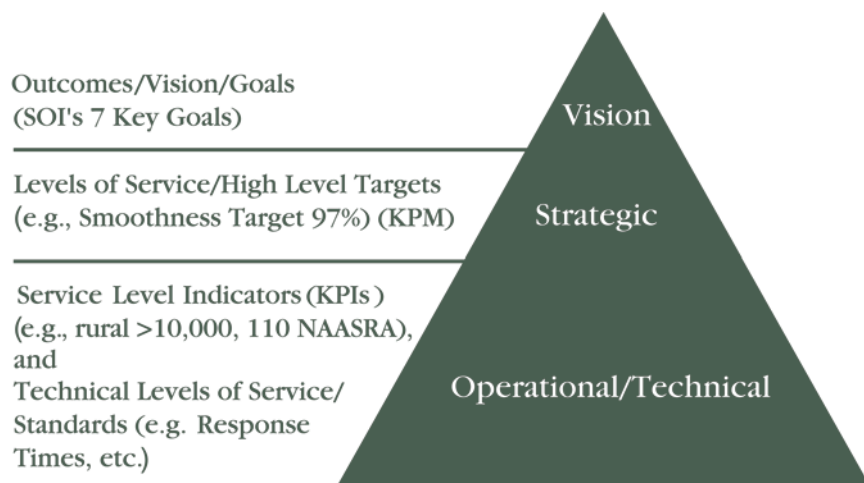 Outcomes/Vision/Goals
(SOI's 7 Key Goals)
Vision
Levels of Service/High Level Targets
(e.g., Smoothness Target 97%) (KPM)
Strategic
Service Level Indicators (KPIs)
(e.g., rural >10,000, 110 NAASRA),
and
Technical Levels of Service/
Standards (e.g. Response
Times, etc.)
Operational/Technical